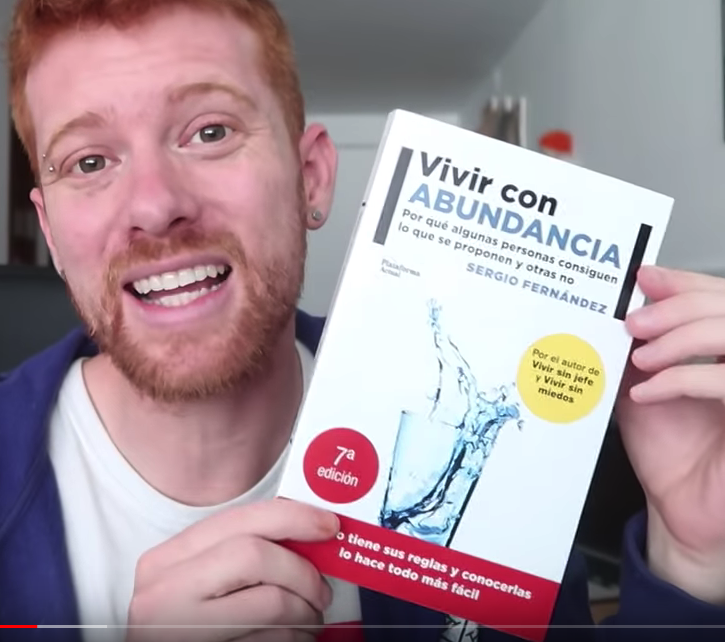 Vivir con
ABUNDANCIA
Por qué algunas personas consiguen
lo que se proponen y otras no
SERGIO FERNÁNDEZ
Plataforma
Actual
Por el autor de
Vivir sin jefe
y Vivir sin
miedos
7ª
edición
tiene sus reglas y conocerlas
lo hace todo más fácil